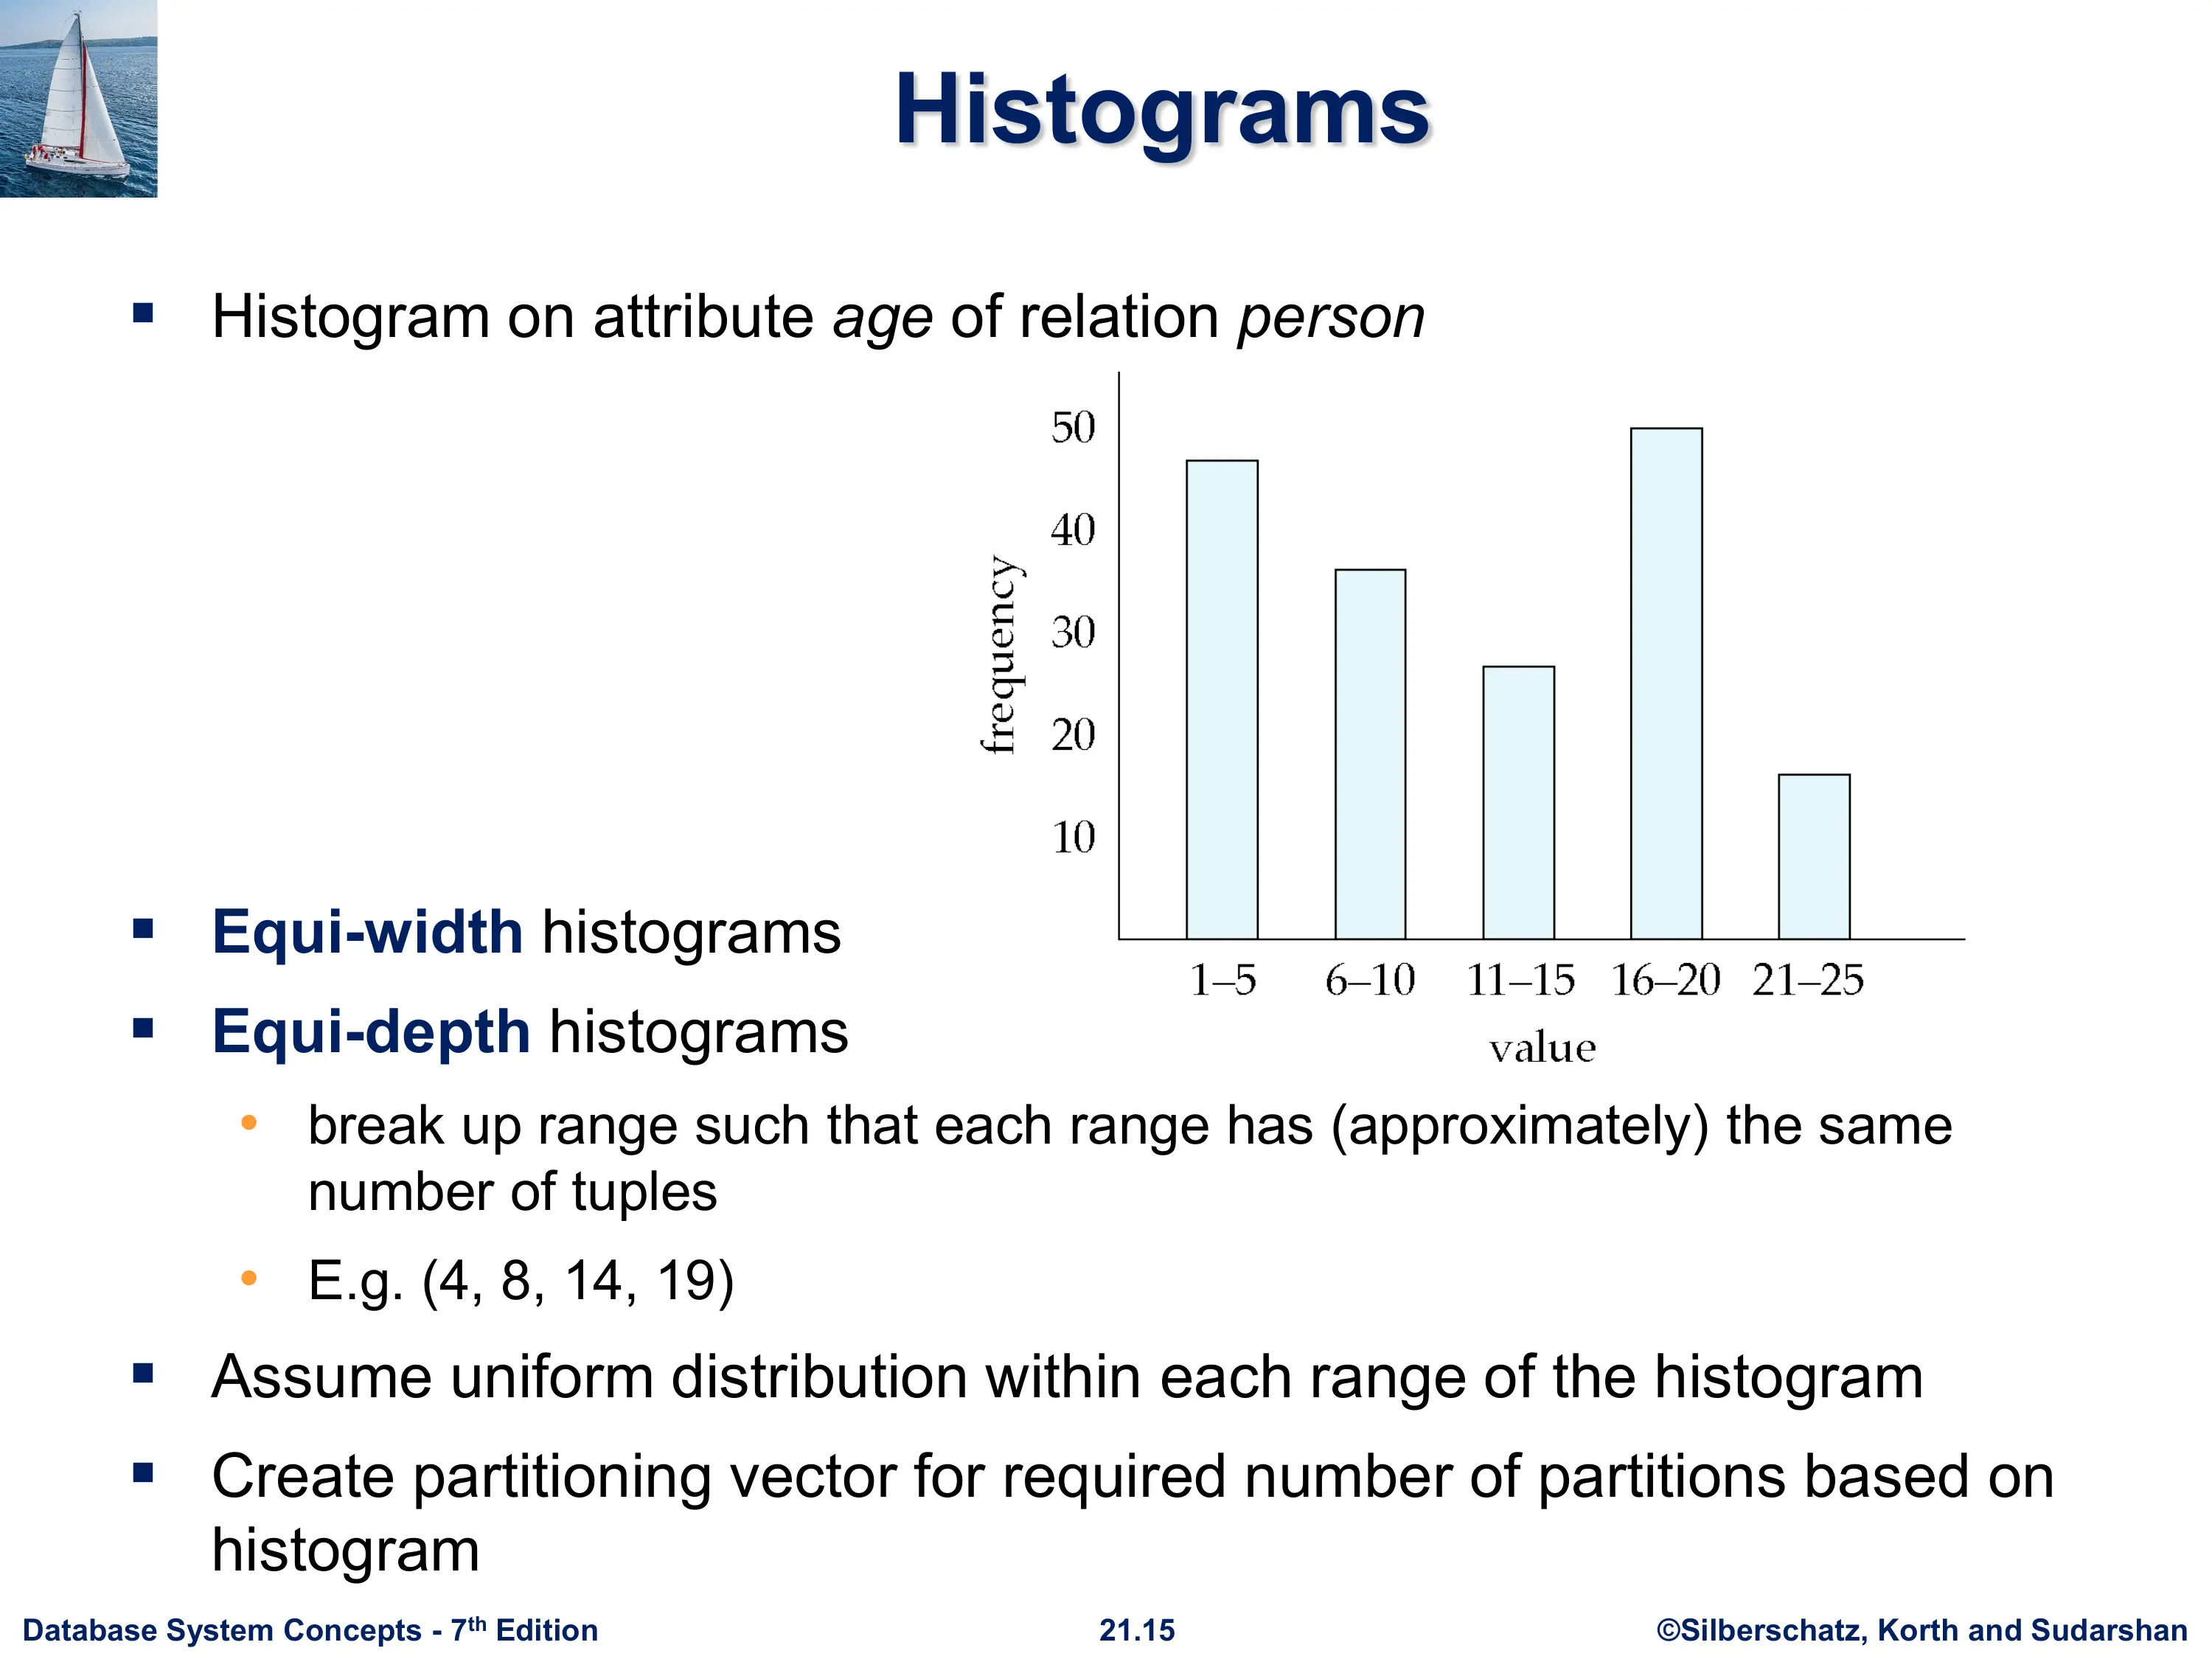 Histograms
▪ Histogram on attribute age of relation person
50
40
30
20
10
frequency
1–5 6–10 11–15 16–20 21–25
value
▪ Equi-width histograms
▪ Equi-depth histograms
• break up range such that each range has (approximately) the same
number of tuples
• E.g. (4, 8, 14, 19)
▪ Assume uniform distribution within each range of the histogram
▪ Create partitioning vector for required number of partitions based on
histogram
Database System Concepts - 7th Edition 21.15 ©Silberschatz, Korth and Sudarshan